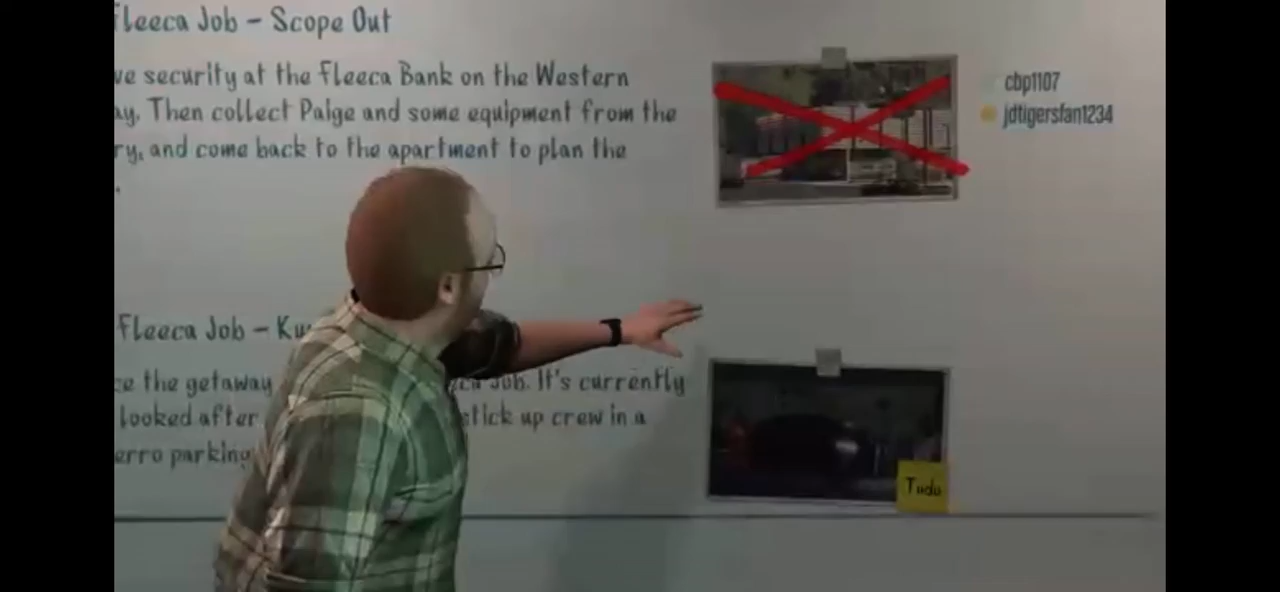 Fleeca Job – Scope Out
ve security at the Fleeca Bank on the Western
ay. Then collect Paige and some equipment from the
ry, and come back to the apartment to plan the
.
cbp1107
jdtigersfan1234
Fleeca Job – Ku
ce the getaway Job. It's currently
looked after stick up crew in a
erro parking
Todo